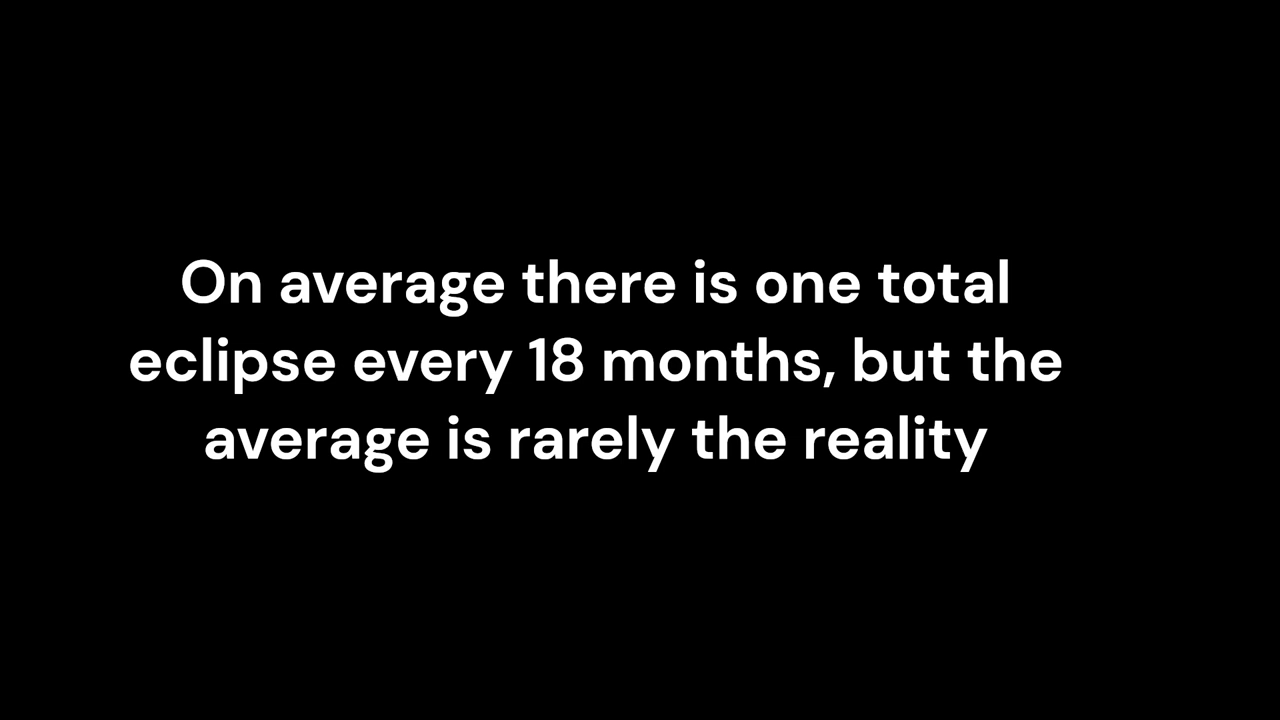 On average there is one total
eclipse every 18 months, but the
average is rarely the reality